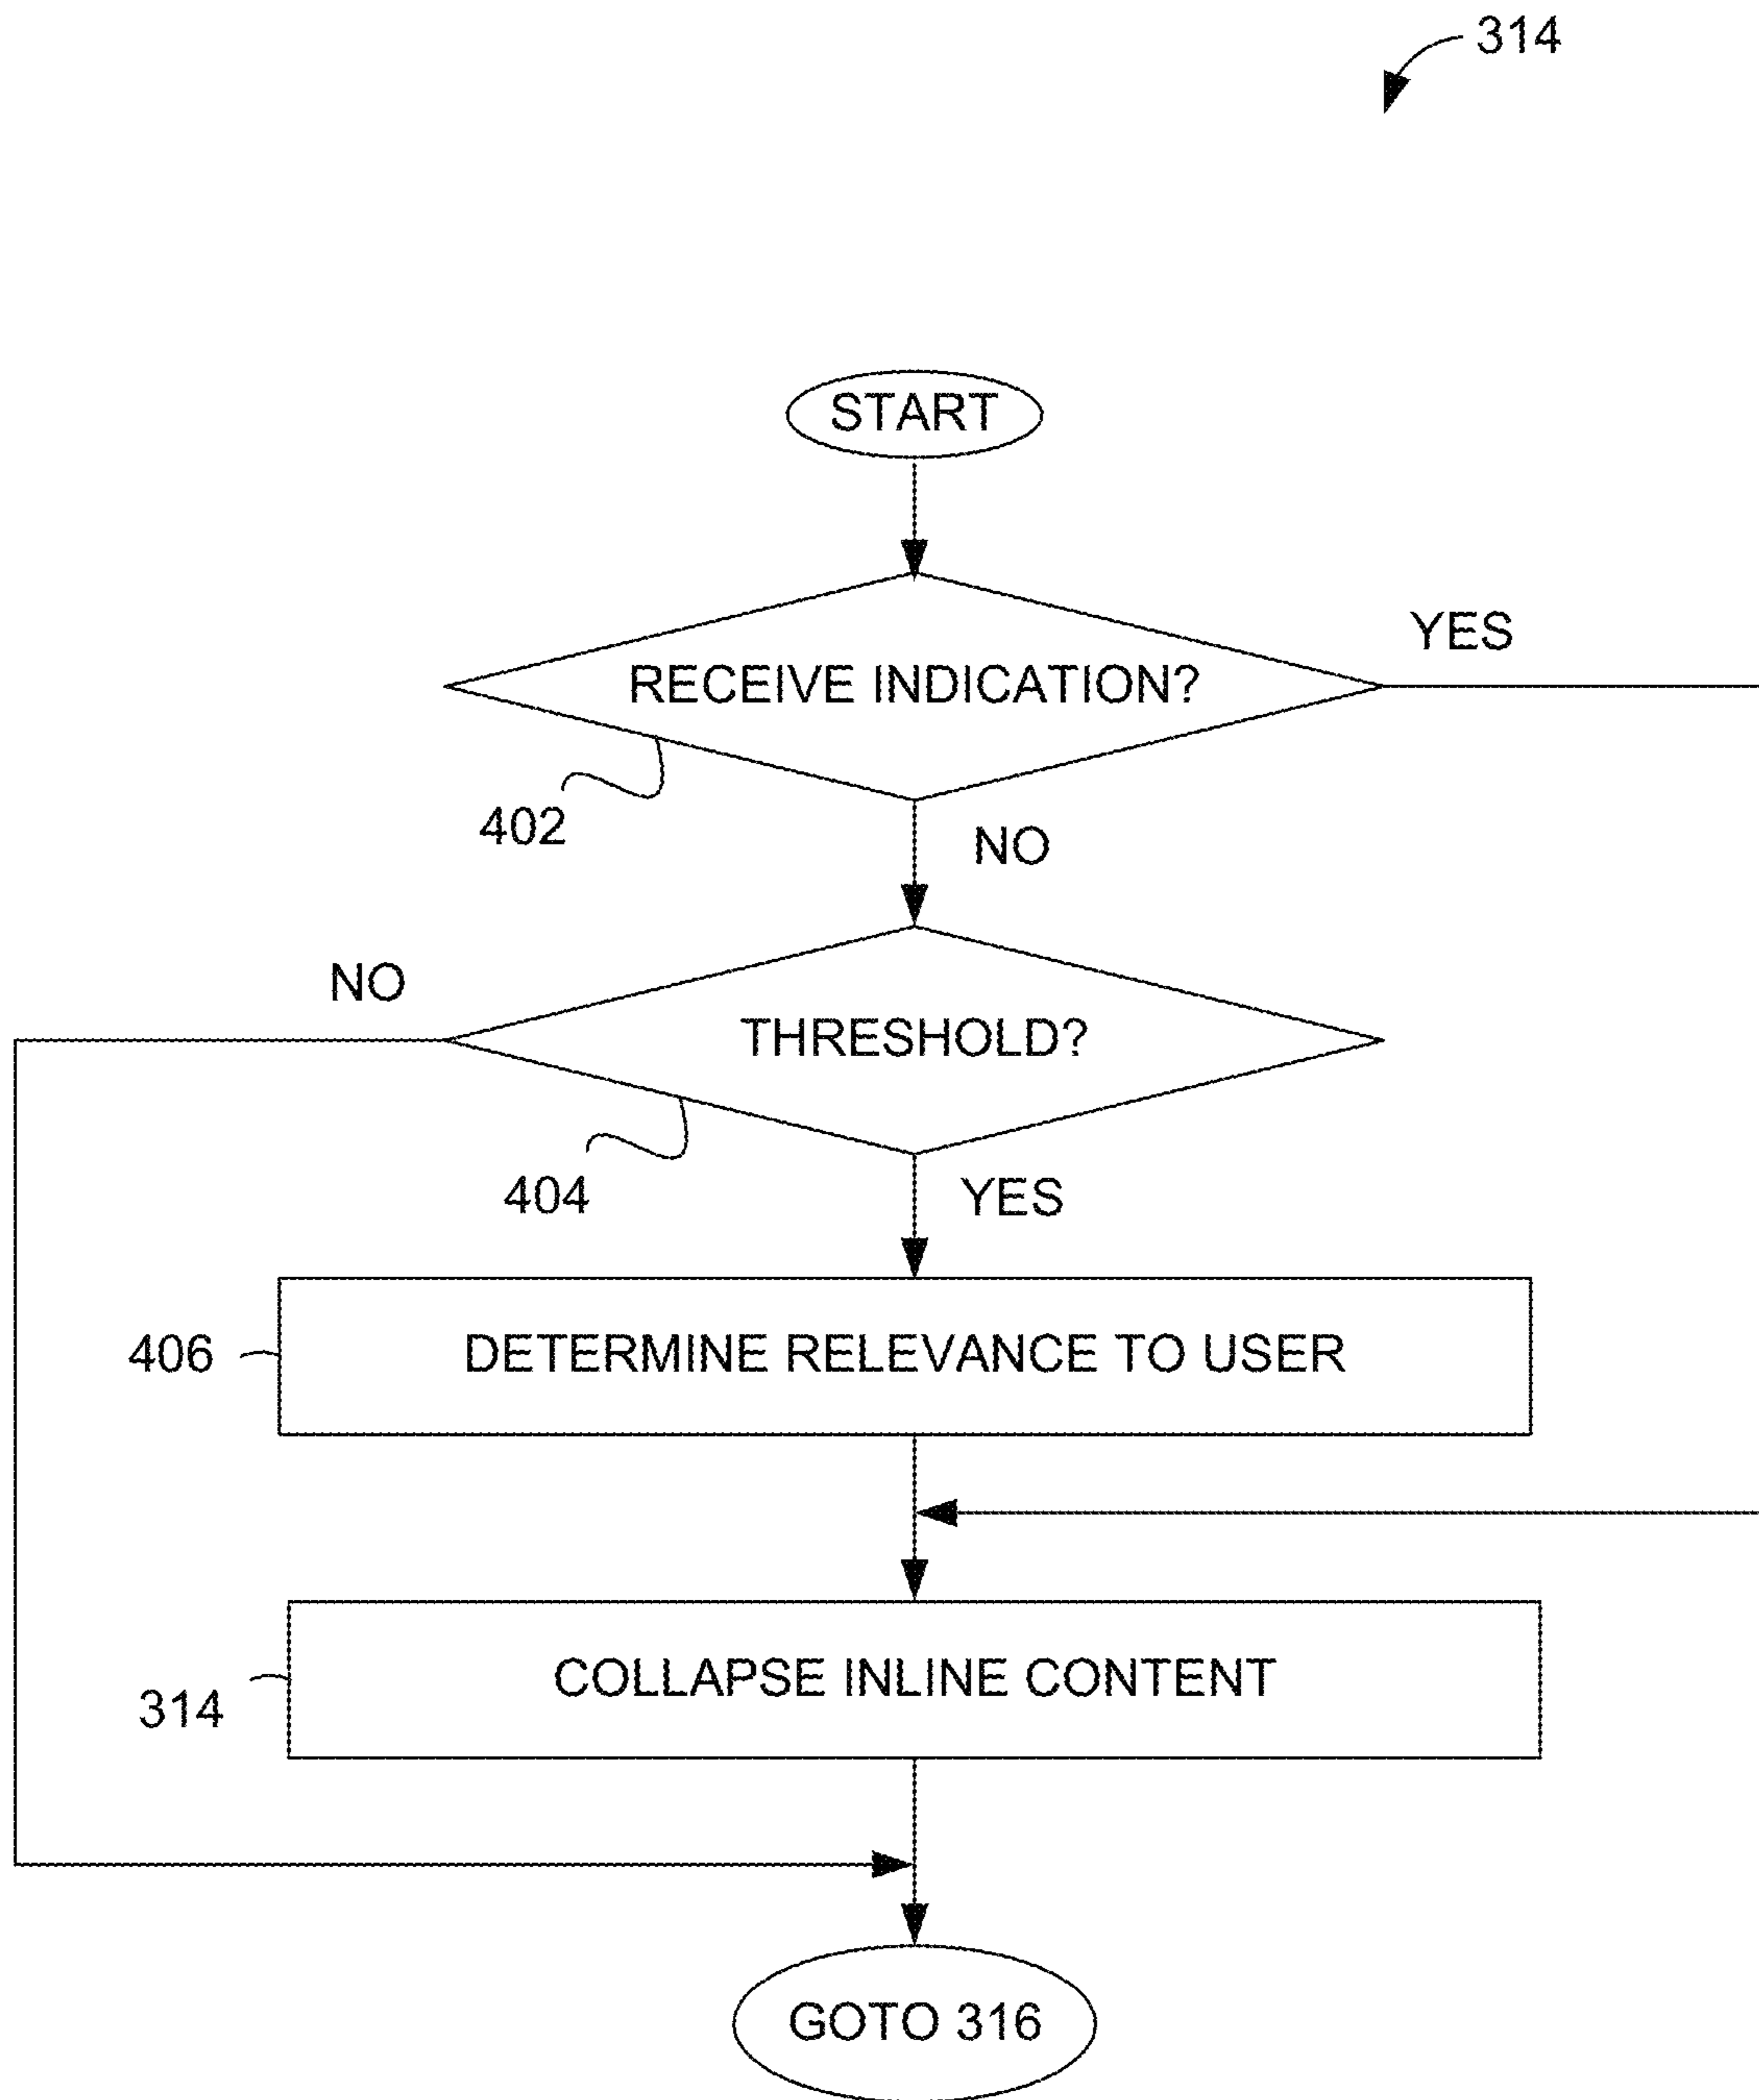 314
START
RECEIVE INDICATION?
YES
402
NO
NO
THRESHOLD?
404
YES
406
DETERMINE RELEVANCE TO USER
COLLAPSE INLINE CONTENT
314
GOTO 316